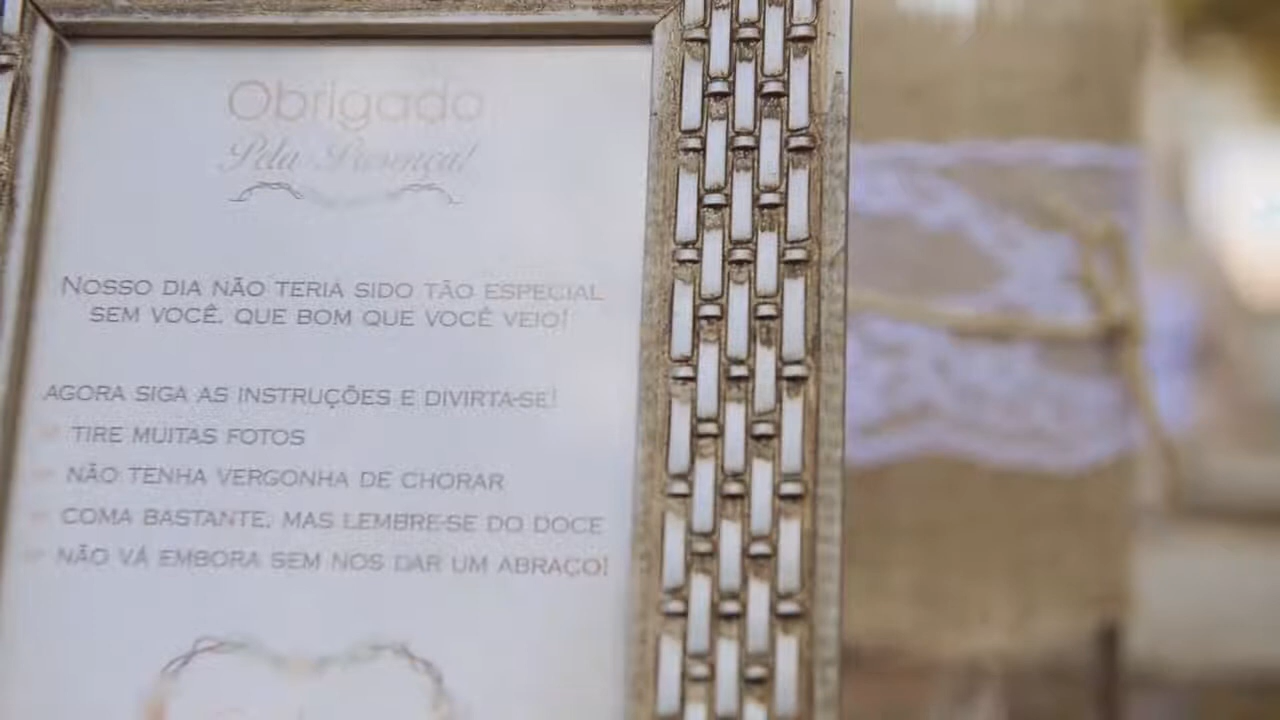 Obrigado
Pela Presença!
NOSSO DIA NÃO TERIA SIDO TÃO ESPECIAL
SEM VOCÊ, QUE BOM QUE VOCÊ VEIO!
AGORA SIGA AS INSTRUÇÕES E DIVIRTA-SE!
TIRE MUITAS FOTOS
NÃO TENHA VERGONHA DE CHORAR
COMA BASTANTE, MAS LEMBRE-SE DO DOCE
NÃO VÁ EMBORA SEM NOS DAR UM ABRAÇO!